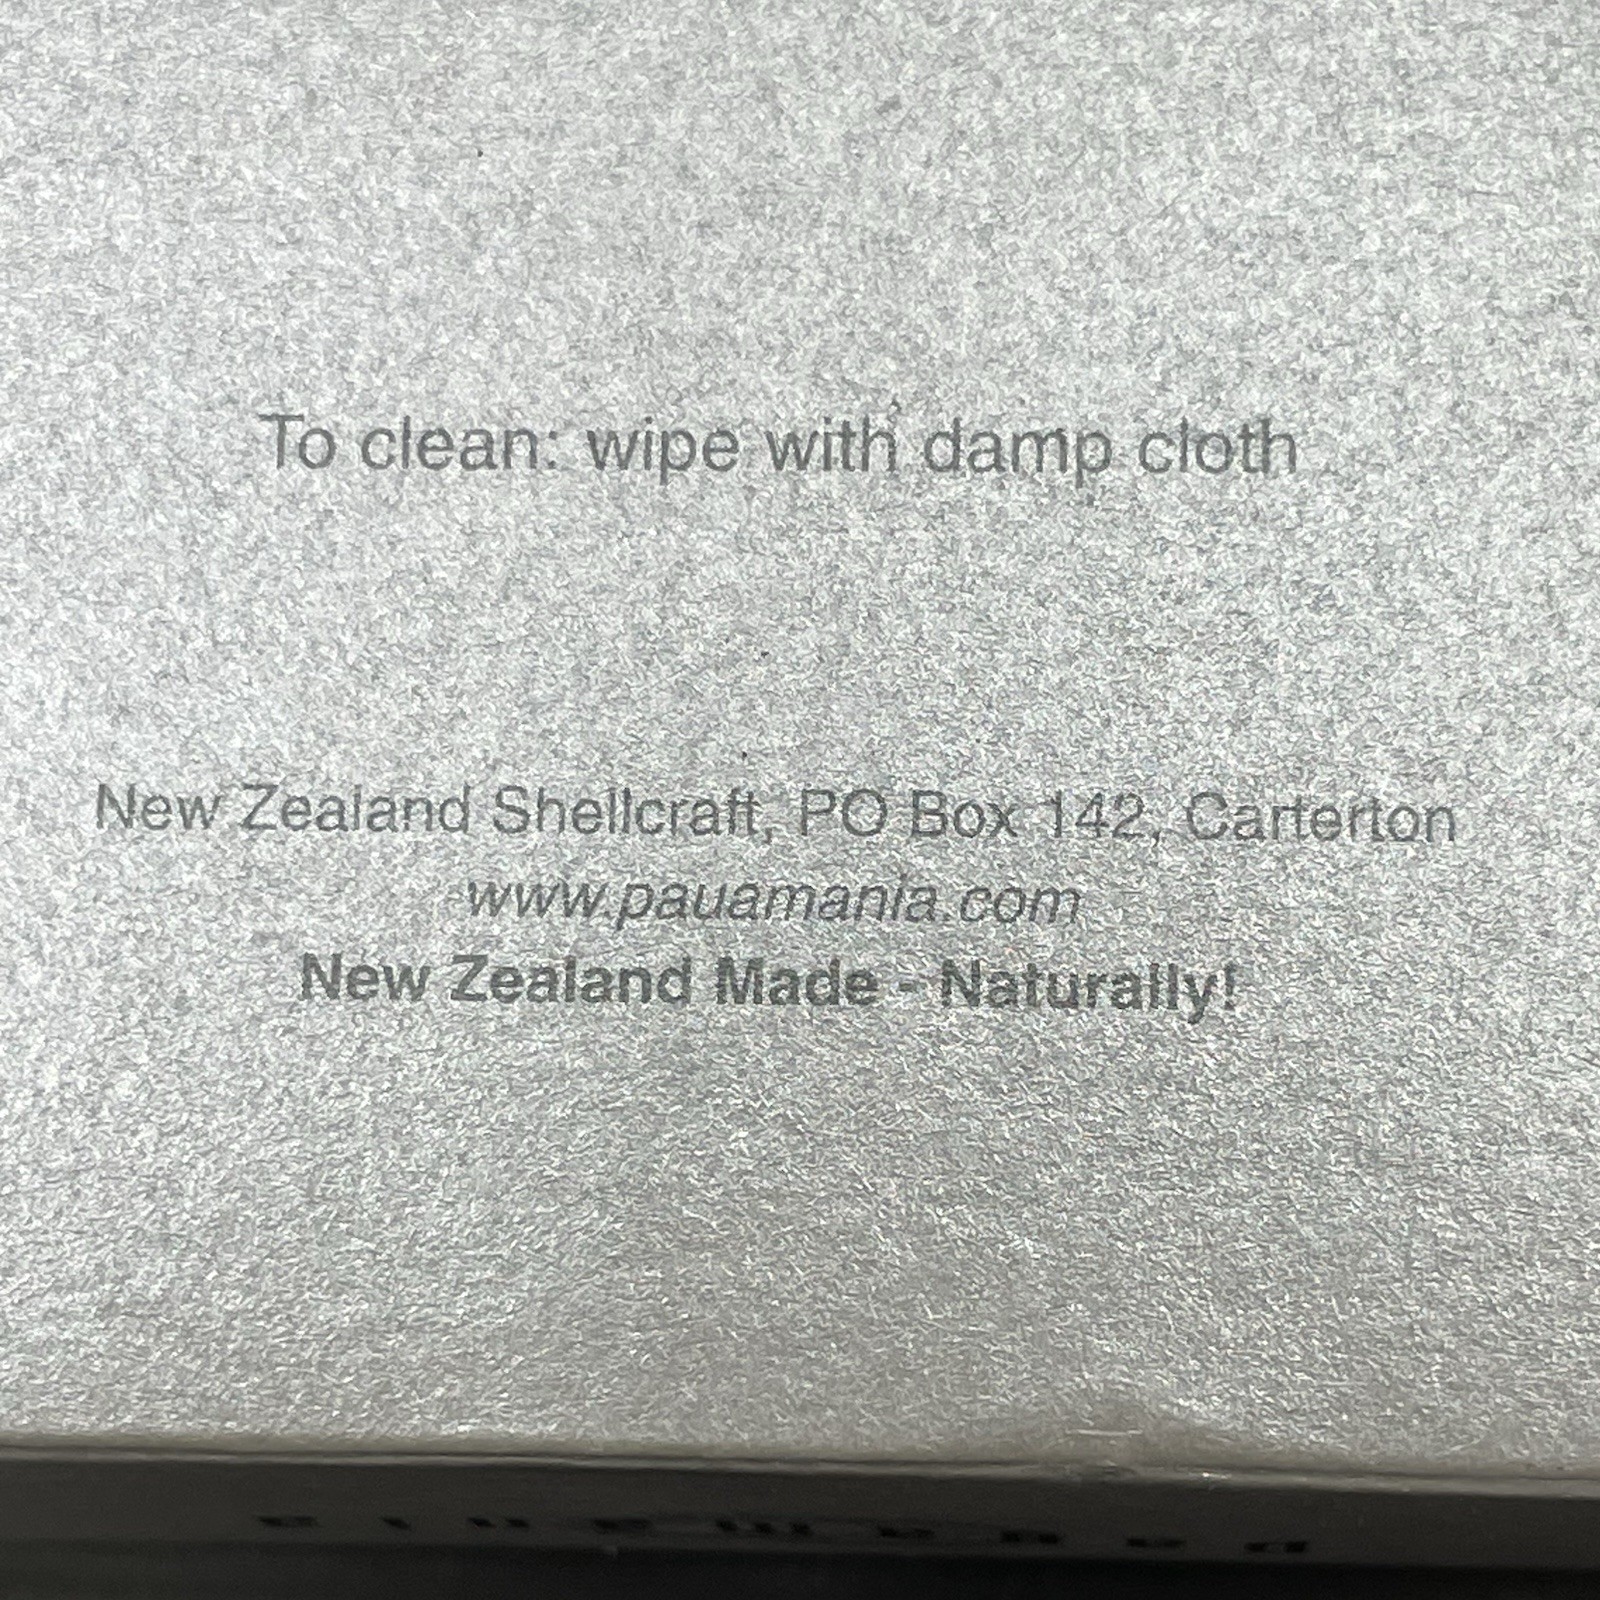 To clean: wipe with damp cloth
New Zealand Shellcraft, PO Box 142, Carterton
www.pauamania.com
New Zealand Made - Naturally!